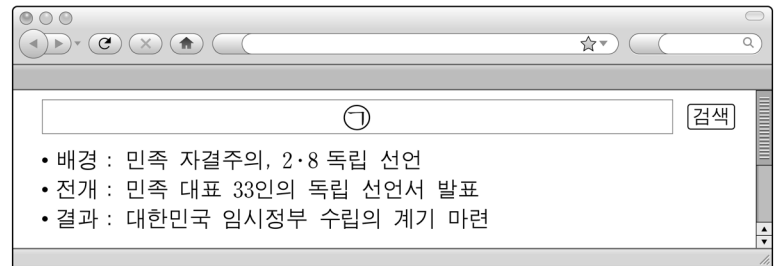 ㉠
검색
• 배경 : 민족 자결주의, 2·8 독립 선언
• 전개 : 민족 대표 33인의 독립 선언서 발표
• 결과 : 대한민국 임시정부 수립의 계기 마련